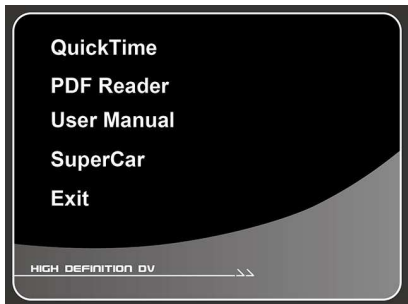 QuickTime
PDF Reader
User Manual
SuperCar
Exit
HIGH DEFINITION DV >>